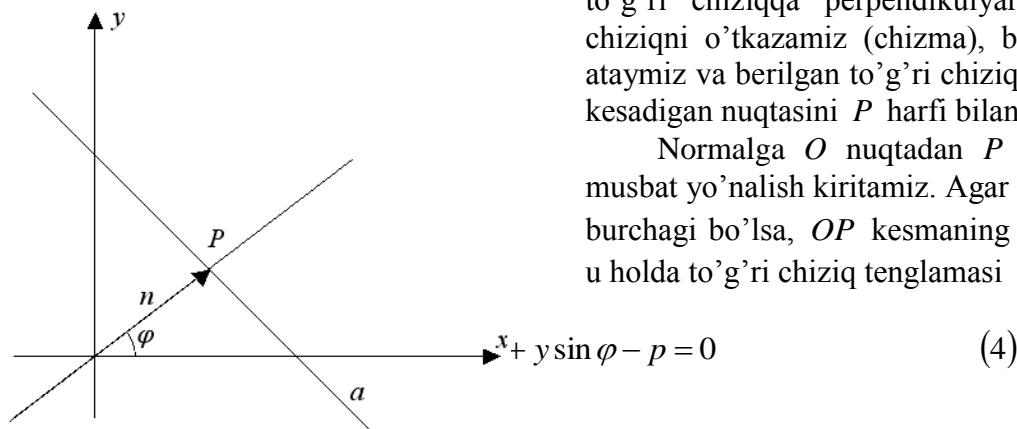 to’g’ri chiziqqa perpendikulyar
chiziqni o’tkazamiz (chizma), b
ataymiz va berilgan to’g’ri chiziq
kesadigan nuqtasini P harfi bilan
Normalga O nuqtadan P
musbat yo’nalish kiritamiz. Agar
burchagi bo’lsa, OP kesmaning
u holda to’g’ri chiziq tenglamasi
+ y sin φ − p = 0 (4)
y
P
n
φ
x
a